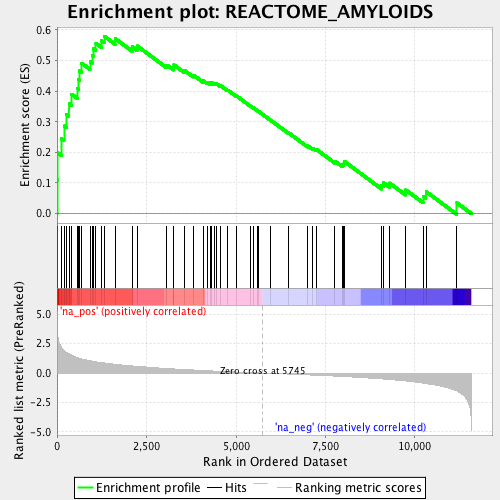 Enrichment plot: REACTOME_AMYLOIDS
Enrichment score (ES)
0.6
0.5
0.4
0.3
0.2
0.1
0.0
'na_pos' (positively correlated)
Ranked list metric (PreRanked)
5.0
2.5
0.0
-2.5
-5.0
Zero cross at 5745
'na_neg' (negatively correlated)
0
2,500
5,000
7,500
10,000
Rank in Ordered Dataset
Enrichment profile
Hits
Ranking metric scores